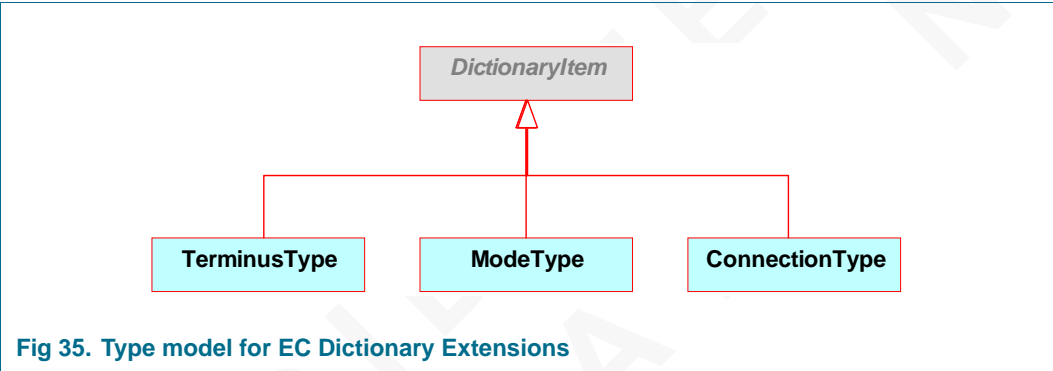 DictionaryItem
TerminusType ModeType ConnectionType
Fig 35. Type model for EC Dictionary Extensions